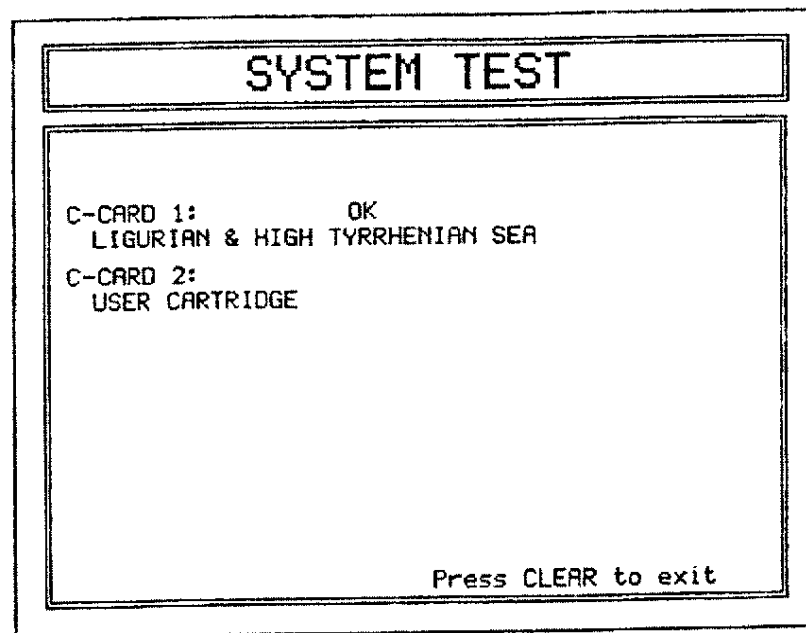 SYSTEM TEST
C-CARD 1: OK
LIGURIAN & HIGH TYRRHENIAN SEA
C-CARD 2:
USER CARTRIDGE
Press CLEAR to exit